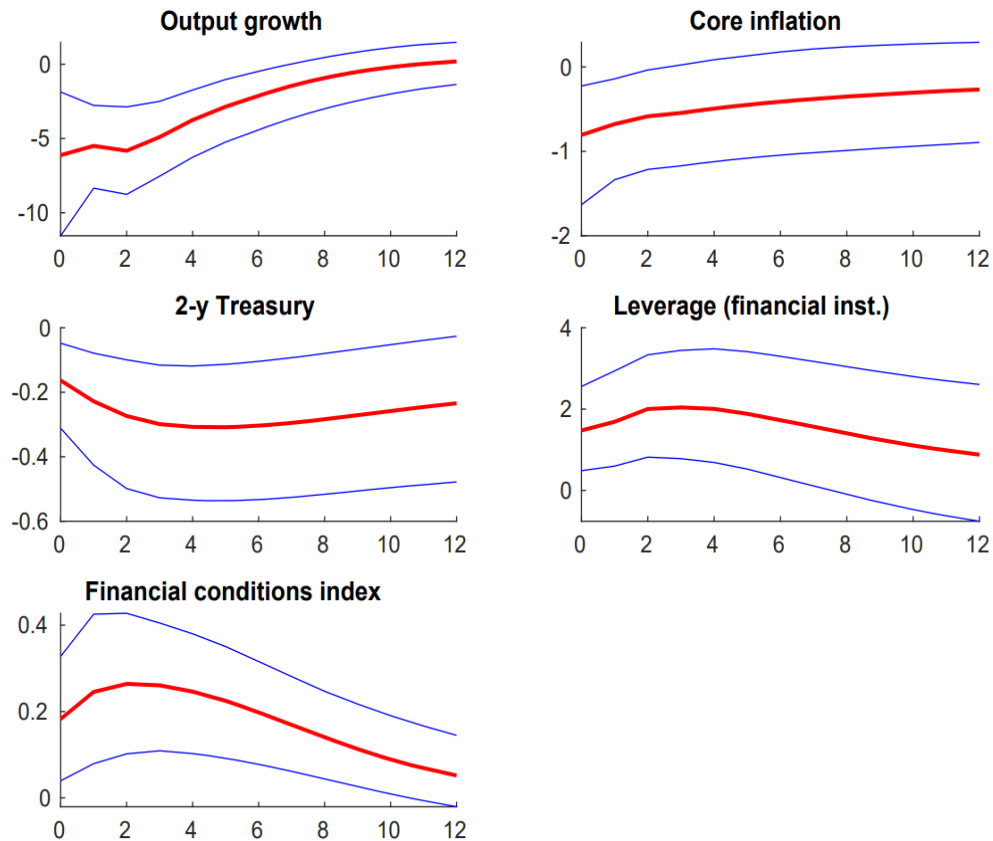 Output growth
0
-5
-10
0 2 4 6 8 10 12
Core inflation
0
-1
-2
0 2 4 6 8 10 12
2-y Treasury
0
-0.2
-0.4
-0.6
0 2 4 6 8 10 12
Leverage (financial inst.)
4
2
0
0 2 4 6 8 10 12
Financial conditions index
0.4
0.2
0
0 2 4 6 8 10 12